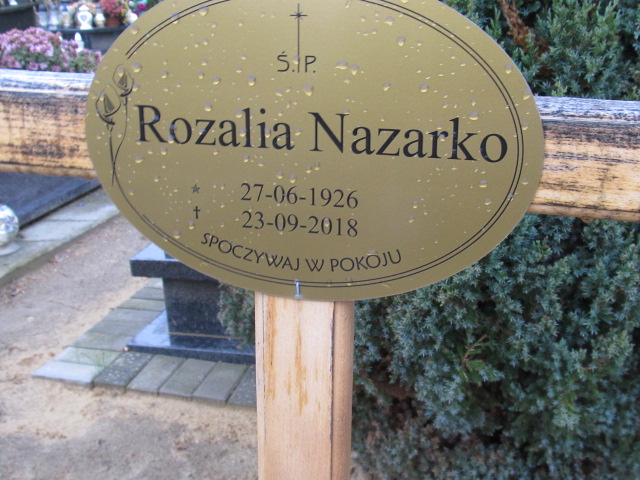 Ś.P.
Rozalia Nazarko
* 27-06-1926
† 23-09-2018
SPOCZYWAJ W POKOJU